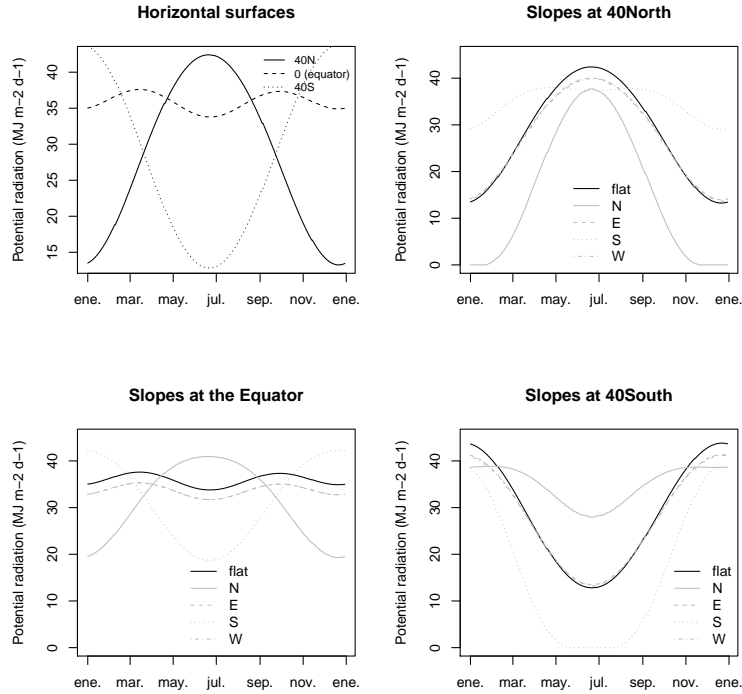 Horizontal surfaces
Potential radiation (MJ m−2 d−1)
40
35
30
25
20
15
40N
0 (equator)
40S
ene. mar. may. jul. sep. nov. ene.
Slopes at 40North
Potential radiation (MJ m−2 d−1)
40
30
20
10
0
flat
N
E
S
W
ene. mar. may. jul. sep. nov. ene.
Slopes at the Equator
Potential radiation (MJ m−2 d−1)
40
30
20
10
0
flat
N
E
S
W
ene. mar. may. jul. sep. nov. ene.
Slopes at 40South
Potential radiation (MJ m−2 d−1)
40
30
20
10
0
flat
N
E
S
W
ene. mar. may. jul. sep. nov. ene.